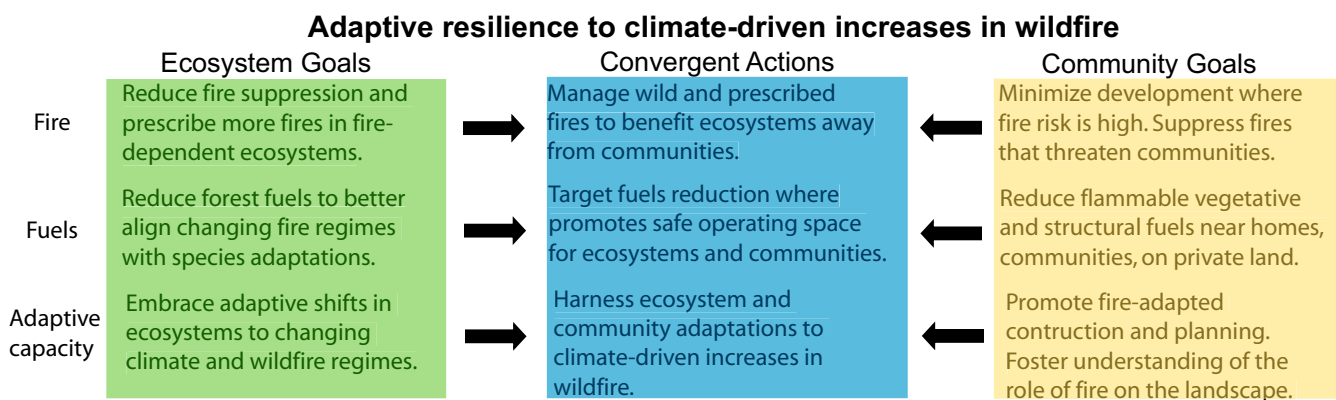 Adaptive resilience to climate-driven increases in wildfire
Ecosystem Goals
Convergent Actions
Community Goals
Fire
Reduce fire suppression and
prescribe more fires in fire-
dependent ecosystems.
Manage wild and prescribed
fires to benefit ecosystems away
from communities.
Minimize development where
fire risk is high. Suppress fires
that threaten communities.
Fuels
Reduce forest fuels to better
align changing fire regimes
with species adaptations.
Target fuels reduction where
promotes safe operating space
for ecosystems and communities.
Reduce flammable vegetative
and structural fuels near homes,
communities, on private land.
Adaptive
capacity
Embrace adaptive shifts in
ecosystems to changing
climate and wildfire regimes.
Harness ecosystem and
community adaptations to
climate-driven increases in
wildfire.
Promote fire-adapted
contruction and planning.
Foster understanding of the
role of fire on the landscape.